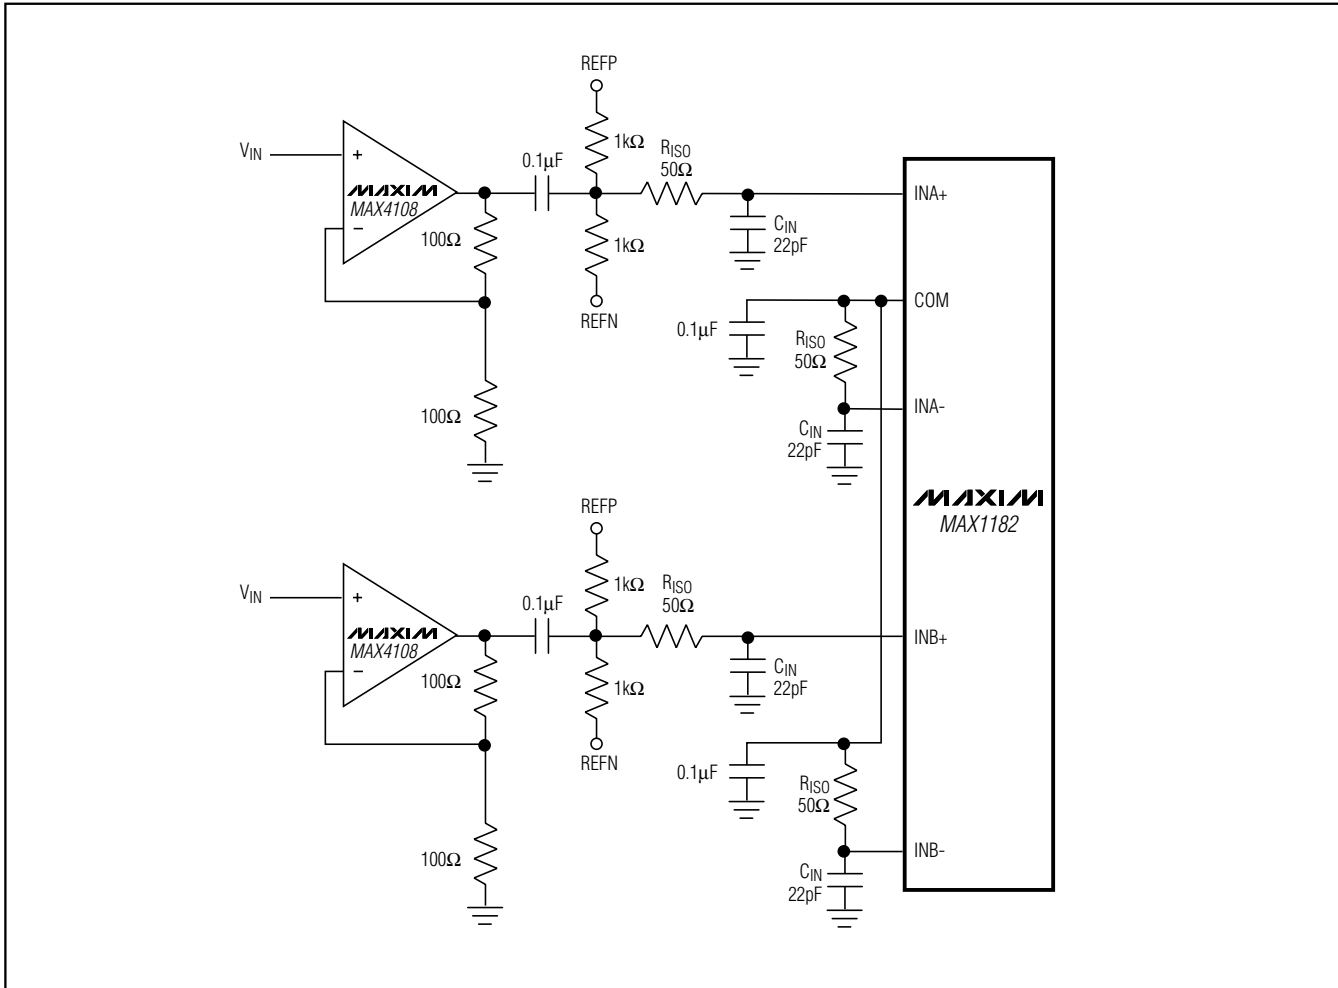 REFP
VIN
+
MAXIM
MAX4108
−
0.1µF
1kΩ
RISO
50Ω
INA+
100Ω
1kΩ
CIN
22pF
REFN
0.1µF
COM
RISO
50Ω
100Ω
INA-
CIN
22pF
MAXIM
MAX1182
REFP
VIN
+
MAXIM
MAX4108
−
0.1µF
1kΩ
RISO
50Ω
INB+
100Ω
1kΩ
CIN
22pF
REFN
0.1µF
RISO
50Ω
100Ω
INB-
CIN
22pF